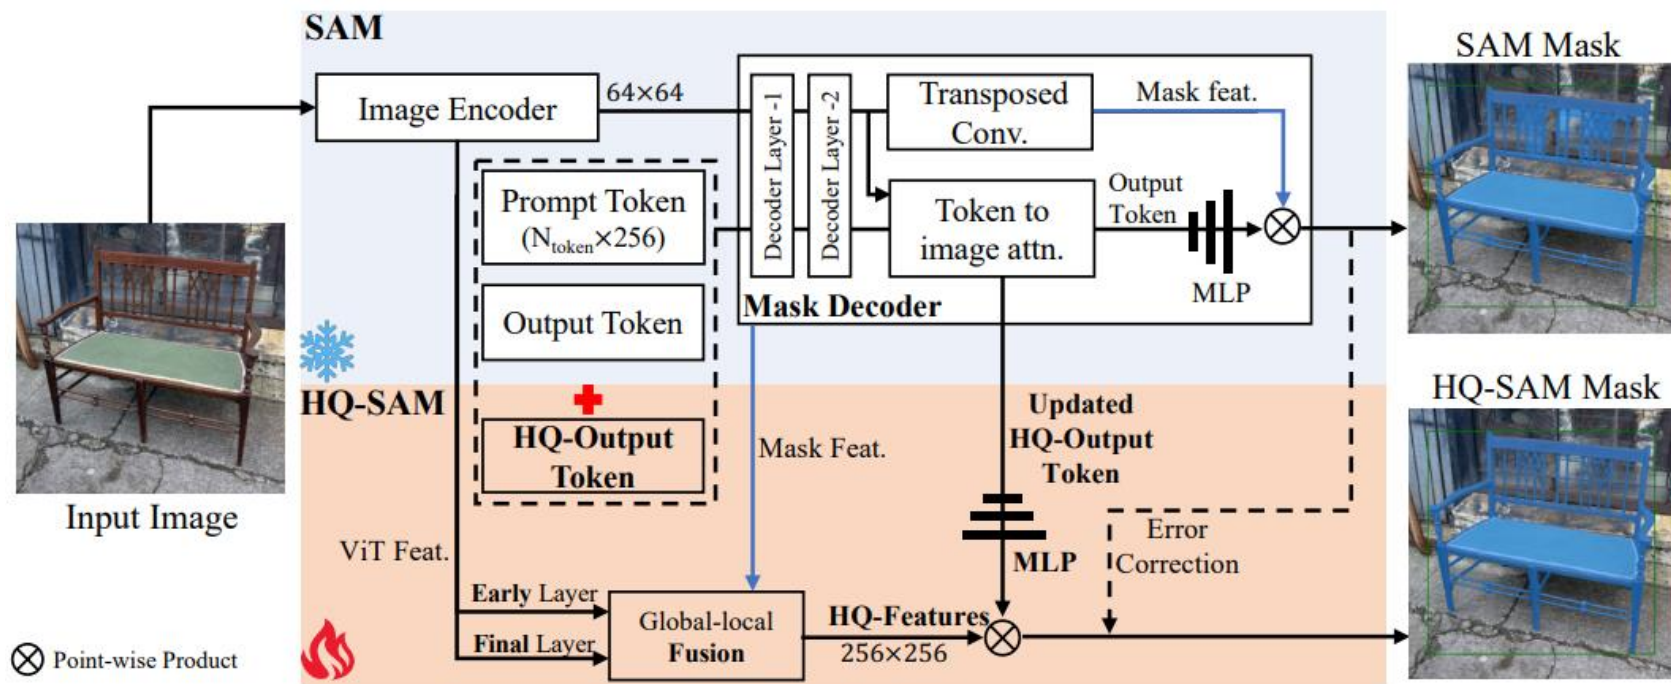 SAM
SAM Mask
Image Encoder
64×64
Decoder Layer -1
Decoder Layer -2
Transposed
Conv.
Mask feat.
Prompt Token
(N_token×256)
Token to
image attn.
Output
Token
MLP
Output Token
Mask Decoder
HQ-SAM
HQ-SAM Mask
HQ-Output
Token
Mask Feat.
Updated
HQ-Output
Token
Input Image
ViT Feat.
MLP
Error
Correction
Early Layer
Final Layer
Global-local
Fusion
HQ-Features
256×256
Point-wise Product